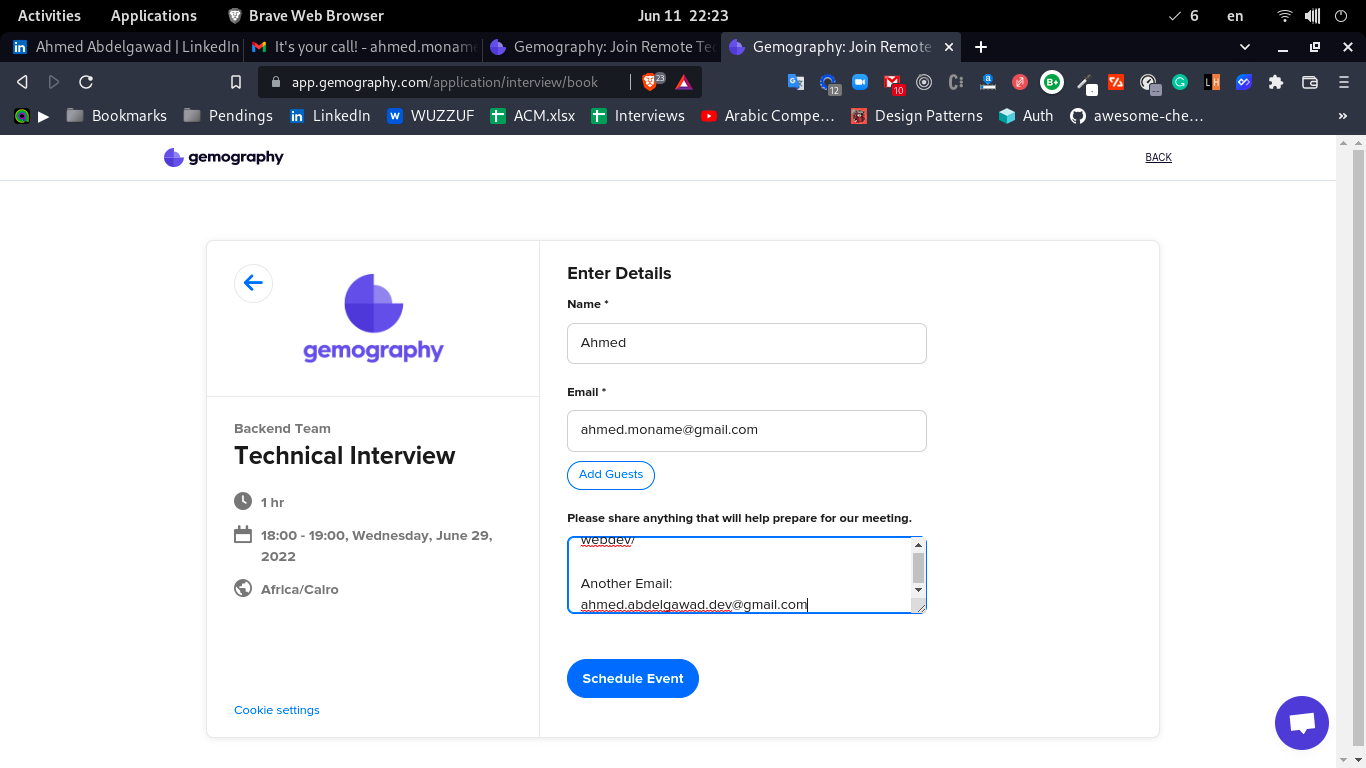 Activities Applications Brave Web Browser Jun 11 22:23 6 en
Ahmed Abdelgawad | LinkedIn It's your call! - ahmed.moname Gemography: Join Remote Tec Gemography: Join Remote
app.gemography.com/application/interview/book 23 12 10
Bookmarks Pendings LinkedIn WUZZUF ACM.xlsx Interviews Arabic Compe… Design Patterns Auth awesome-che… »
gemography BACK
gemography
Backend Team
Technical Interview
1 hr
18:00 - 19:00, Wednesday, June 29,
2022
Africa/Cairo
Cookie settings
Enter Details
Name *
Ahmed
Email *
ahmed.moname@gmail.com
Add Guests
Please share anything that will help prepare for our meeting.
webdev/
Another Email:
ahmed.abdelgawad.dev@gmail.com
Schedule Event